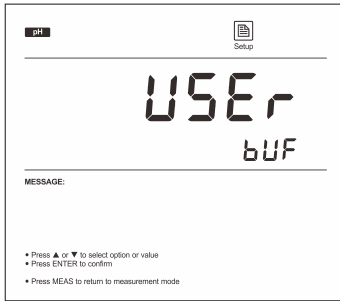 pH
Setup
USEr
bUF
MESSAGE:
• Press ▲ or ▼ to select option or value
• Press ENTER to confirm
• Press MEAS to return to measurement mode